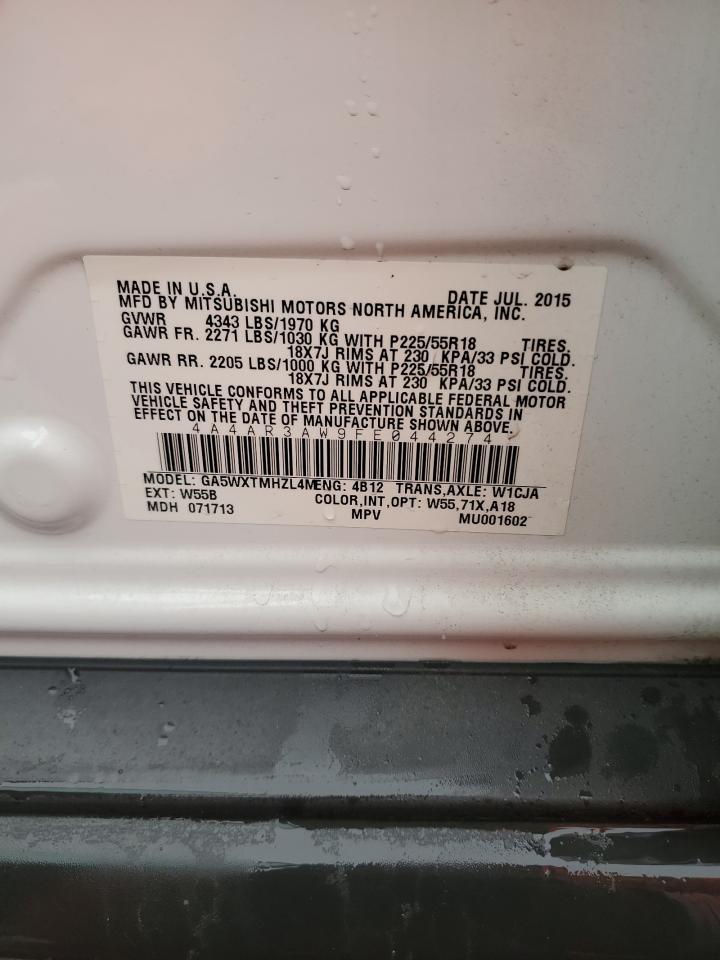 MADE IN U.S.A. DATE JUL. 2015
MFD BY MITSUBISHI MOTORS NORTH AMERICA, INC.
GVWR 4343 LBS/1970 KG
GAWR FR. 2271 LBS/1030 KG WITH P225/55R18 TIRES,
18X7J RIMS AT 230 KPA/33 PSI COLD.
GAWR RR. 2205 LBS/1000 KG WITH P225/55R18 TIRES,
18X7J RIMS AT 230 KPA/33 PSI COLD.
THIS VEHICLE CONFORMS TO ALL APPLICABLE FEDERAL MOTOR
VEHICLE SAFETY AND THEFT PREVENTION STANDARDS IN
EFFECT ON THE DATE OF MANUFACTURE SHOWN ABOVE.
4A4AR3AW9FE044274
MODEL: GA5WXTMHZL4M ENG: 4B12 TRANS,AXLE: W1CJA
EXT: W55B COLOR,INT,OPT: W55,71X,A18
MDH 071713 MPV MU001602